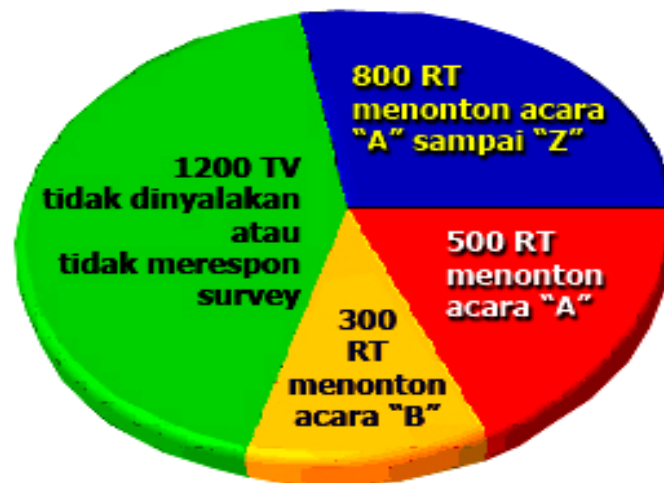 800 RT
menonton acara
“A” sampai “Z”
1200 TV
tidak dinyalakan
atau
tidak merespon
survey
500 RT
menonton
acara “A”
300
RT
menonton
acara “B”